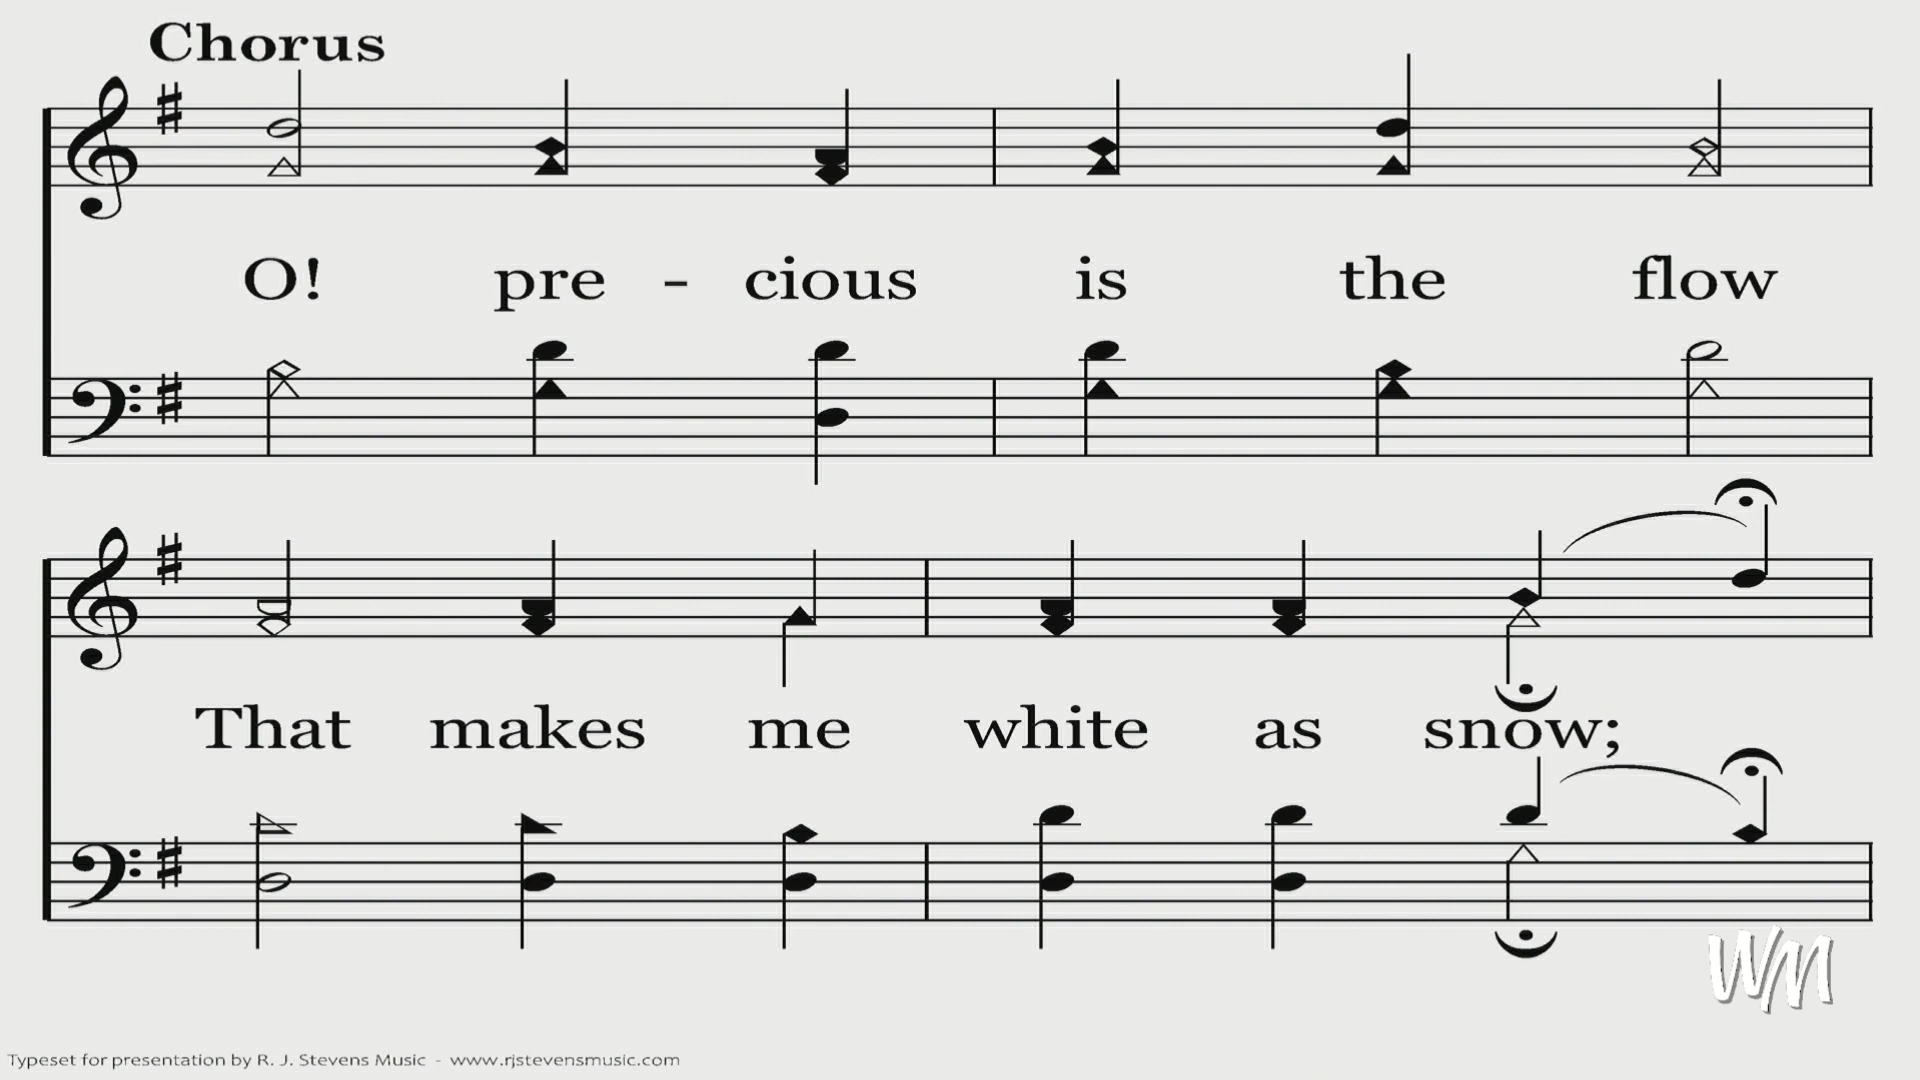 Chorus
O! pre - cious is the flow
That makes me white as snow;
WM
Typeset for presentation by R. J. Stevens Music - www.rjstevensmusic.com